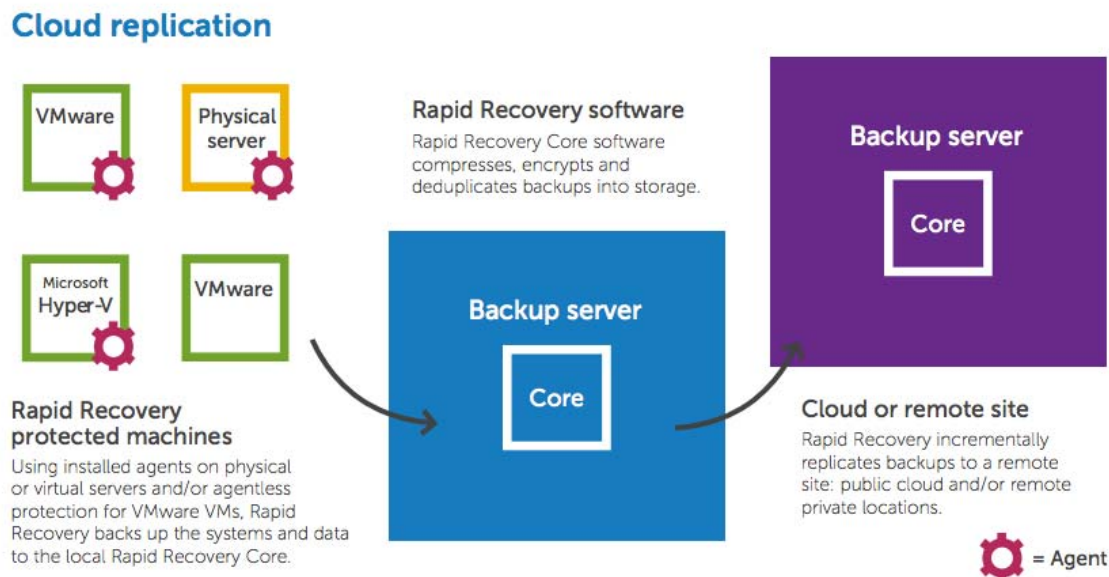 Cloud replication
VMware
Physical
server
Microsoft
Hyper-V
VMware
Rapid Recovery
protected machines
Using installed agents on physical
or virtual servers and/or agentless
protection for VMware VMs, Rapid
Recovery backs up the systems and data
to the local Rapid Recovery Core.
Rapid Recovery software
Rapid Recovery Core software
compresses, encrypts and
deduplicates backups into storage.
Backup server
Core
Backup server
Core
Cloud or remote site
Rapid Recovery incrementally
replicates backups to a remote
site: public cloud and/or remote
private locations.
= Agent